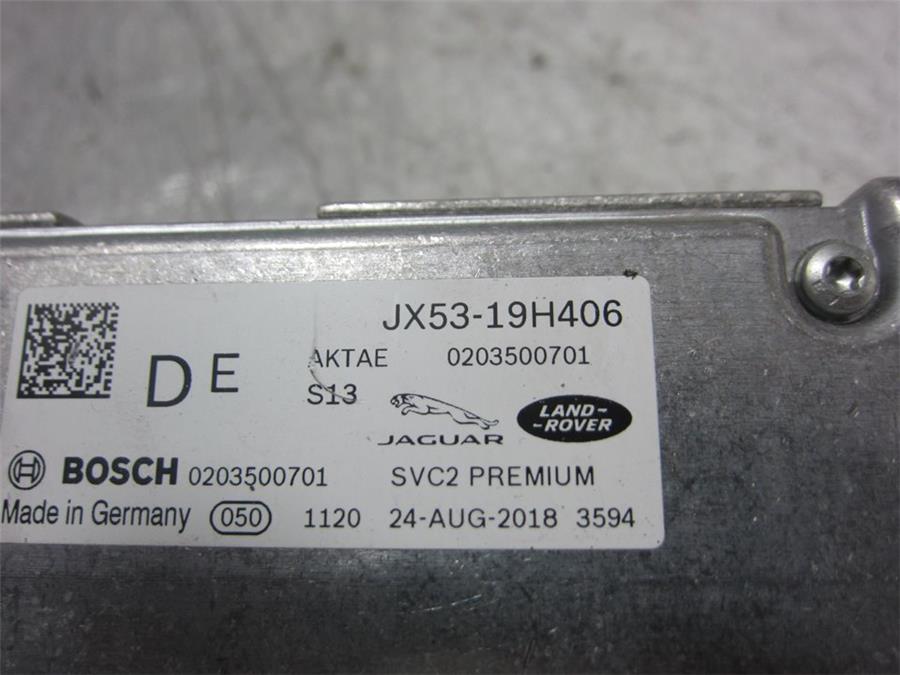 JX53-19H406
DE AKTAE 0203500701
S13
JAGUAR LAND-
-ROVER
BOSCH 0203500701 SVC2 PREMIUM
Made in Germany 050 1120 24-AUG-2018 3594